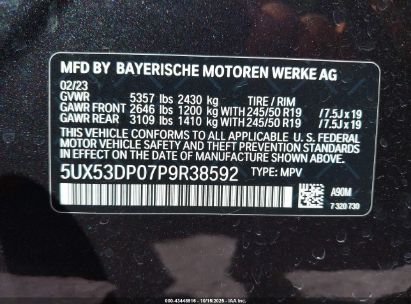 MFD BY BAYERISCHE MOTOREN WERKE AG
02/23
GVWR 5357 lbs 2430 kg TIRE / RIM
GAWR FRONT 2646 lbs 1200 kg WITH 245/50 R19 /7.5J x 19
GAWR REAR 3109 lbs 1410 kg WITH 245/50 R19 /7.5J x 19
THIS VEHICLE CONFORMS TO ALL APPLICABLE U.S. FEDERAL
MOTOR VEHICLE SAFETY AND THEFT PREVENTION STANDARDS
IN EFFECT ON THE DATE OF MANUFACTURE SHOWN ABOVE.
5UX53DP07P9R38592 TYPE: MPV
A90M
7 320 730